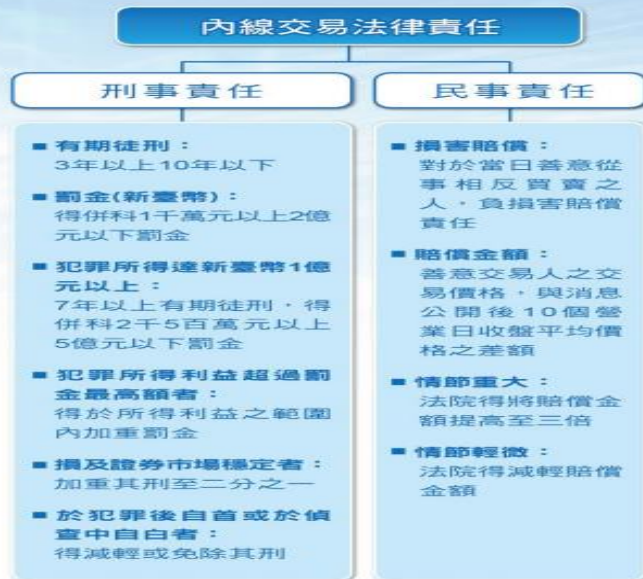 內線交易法律責任
刑事責任
■ 有期徒刑：
3年以上10年以下
■ 罰金(新臺幣)：
得併科1千萬元以上2億
元以下罰金
■ 犯罪所得達新臺幣1億
元以上：
7年以上有期徒刑，得
併科2千5百萬元以上
5億元以下罰金
■ 犯罪所得利益超過罰
金最高額者：
得於所得利益之範圍
內加重罰金
■ 損及證券市場穩定者：
加重其刑至二分之一
■ 於犯罪後自首或於偵
查中自白者：
得減輕或免除其刑
民事責任
■ 損害賠償：
對於當日善意從
事相反買賣之
人，負損害賠償
責任
■ 賠償金額：
善意交易人之交
易價格，與消息
公開後10個營
業日收盤平均價
格之差額
■ 情節重大：
法院得將賠償金
額提高至三倍
■ 情節輕微：
法院得減輕賠償
金額